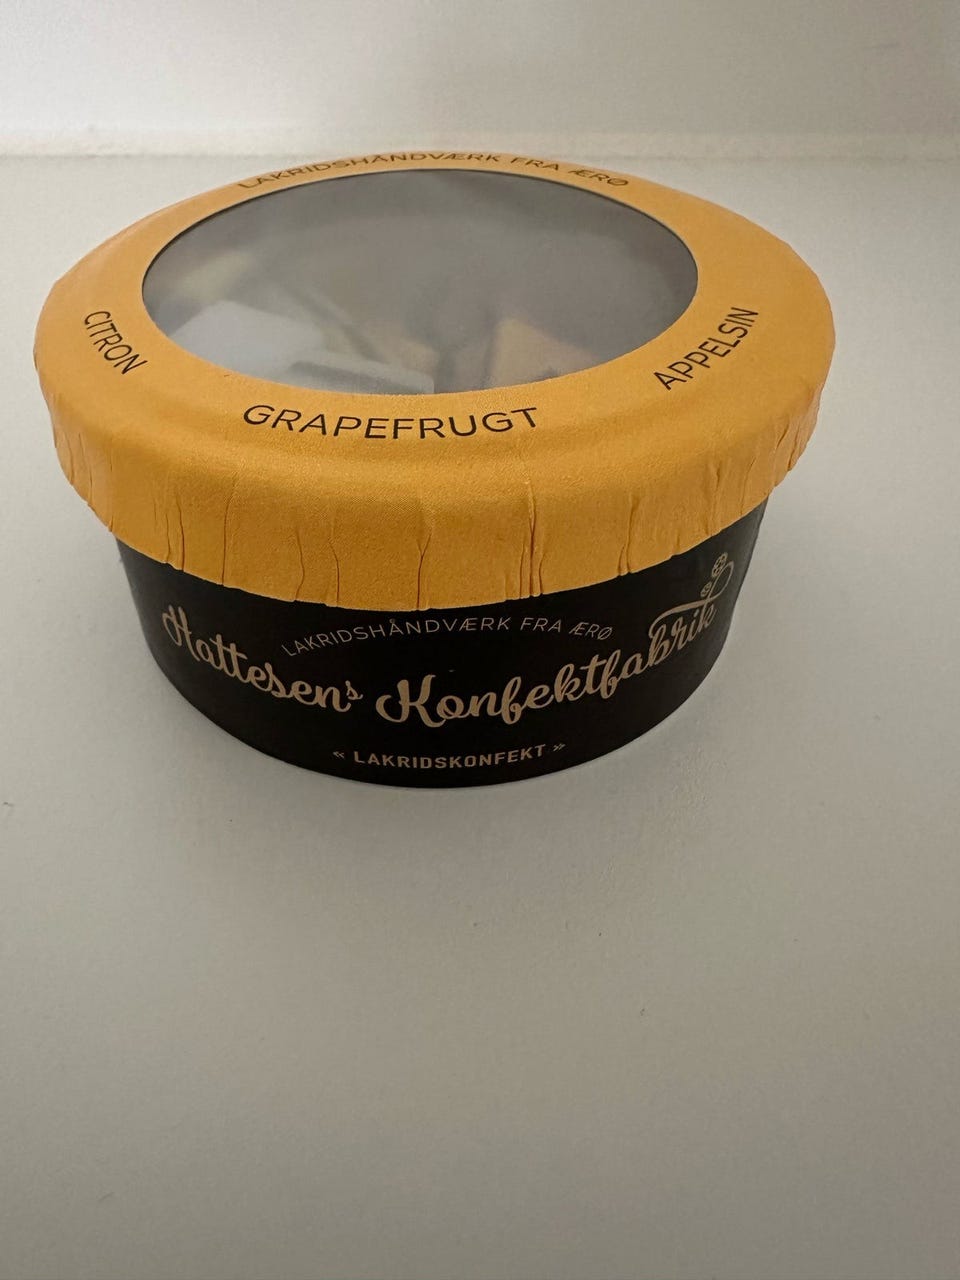 LAKRIDSHÅNDVÆRK FRA ÆRØ
CITRON
GRAPEFRUGT
APPELSIN
LAKRIDSHÅNDVÆRK FRA ÆRØ
Hattesens Konfektfabrik
« LAKRIDSKONFEKT »